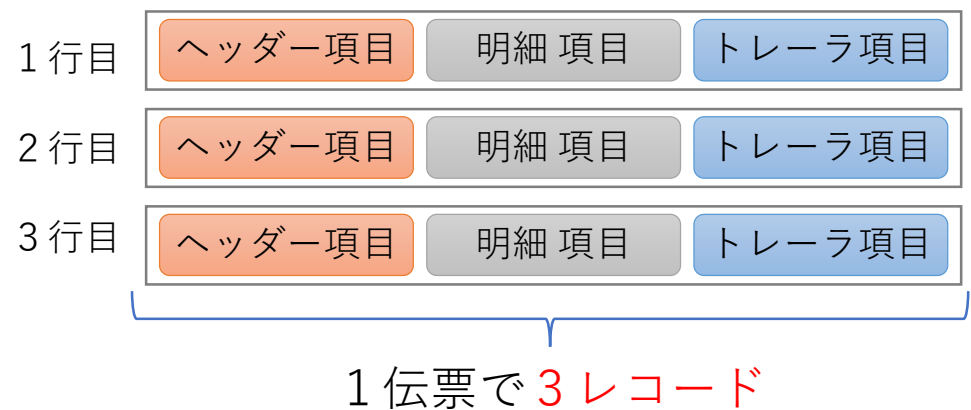 1行目 ヘッダー項目 明細 項目 トレーラ項目
2行目 ヘッダー項目 明細 項目 トレーラ項目
3行目 ヘッダー項目 明細 項目 トレーラ項目
1伝票で3レコード